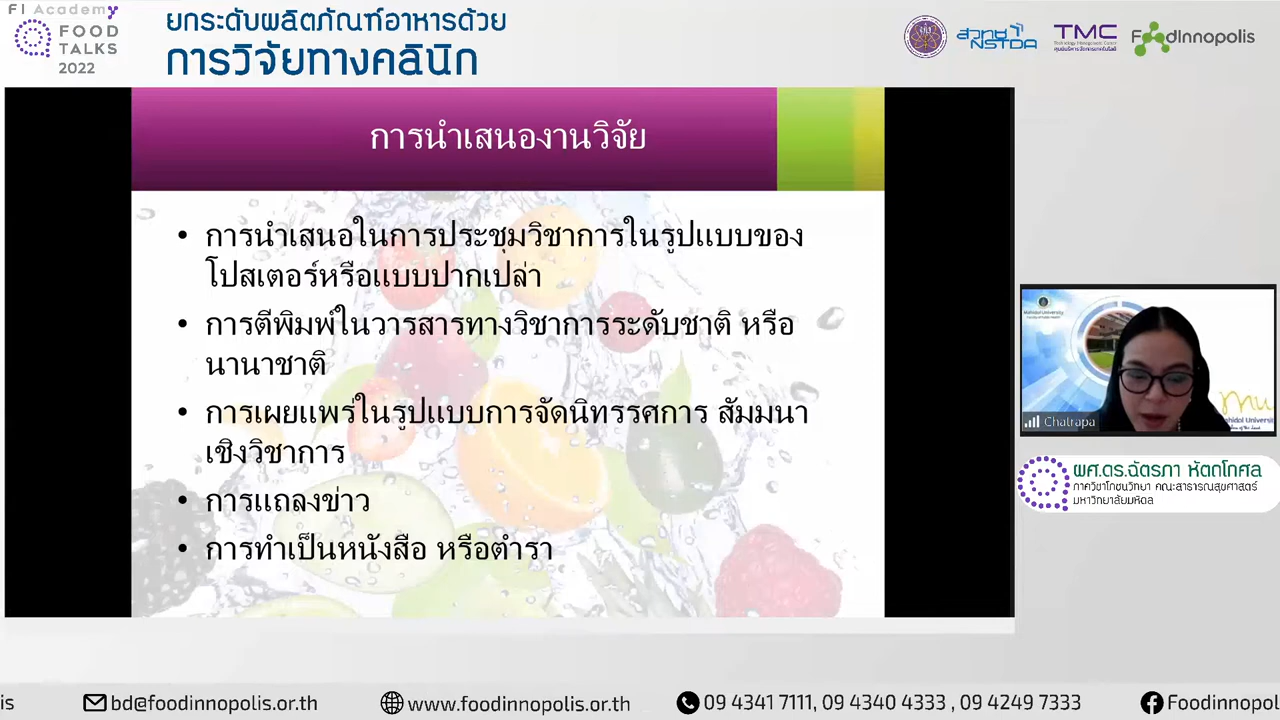 FI Academy
FOOD
TALKS
2022
ยกระดับผลิตภัณฑ์อาหารด้วย
การวิจัยทางคลินิก
สวทช
NSTDA
TMC
Technology Management Center
FoodInnopolis
การนำเสนองานวิจัย
• การนำเสนอในการประชุมวิชาการในรูปแบบของ
โปสเตอร์หรือแบบปากเปล่า
• การตีพิมพ์ในวารสารทางวิชาการระดับชาติ หรือ
นานาชาติ
• การเผยแพร่ในรูปแบบการจัดนิทรรศการ สัมมนา
เชิงวิชาการ
• การแถลงข่าว
• การทำเป็นหนังสือ หรือตำรา
Mahidol University
mu
Chatrapa
ผศ.ดร.ฉัตรภา หัตถโกศล
ภาควิชาโภชนวิทยา คณะสาธารณสุขศาสตร์
มหาวิทยาลัยมหิดล
is
bd@foodinnopolis.or.th
www.foodinnopolis.or.th
09 4341 7111, 09 4340 4333 , 09 4249 7333
Foodinnopol